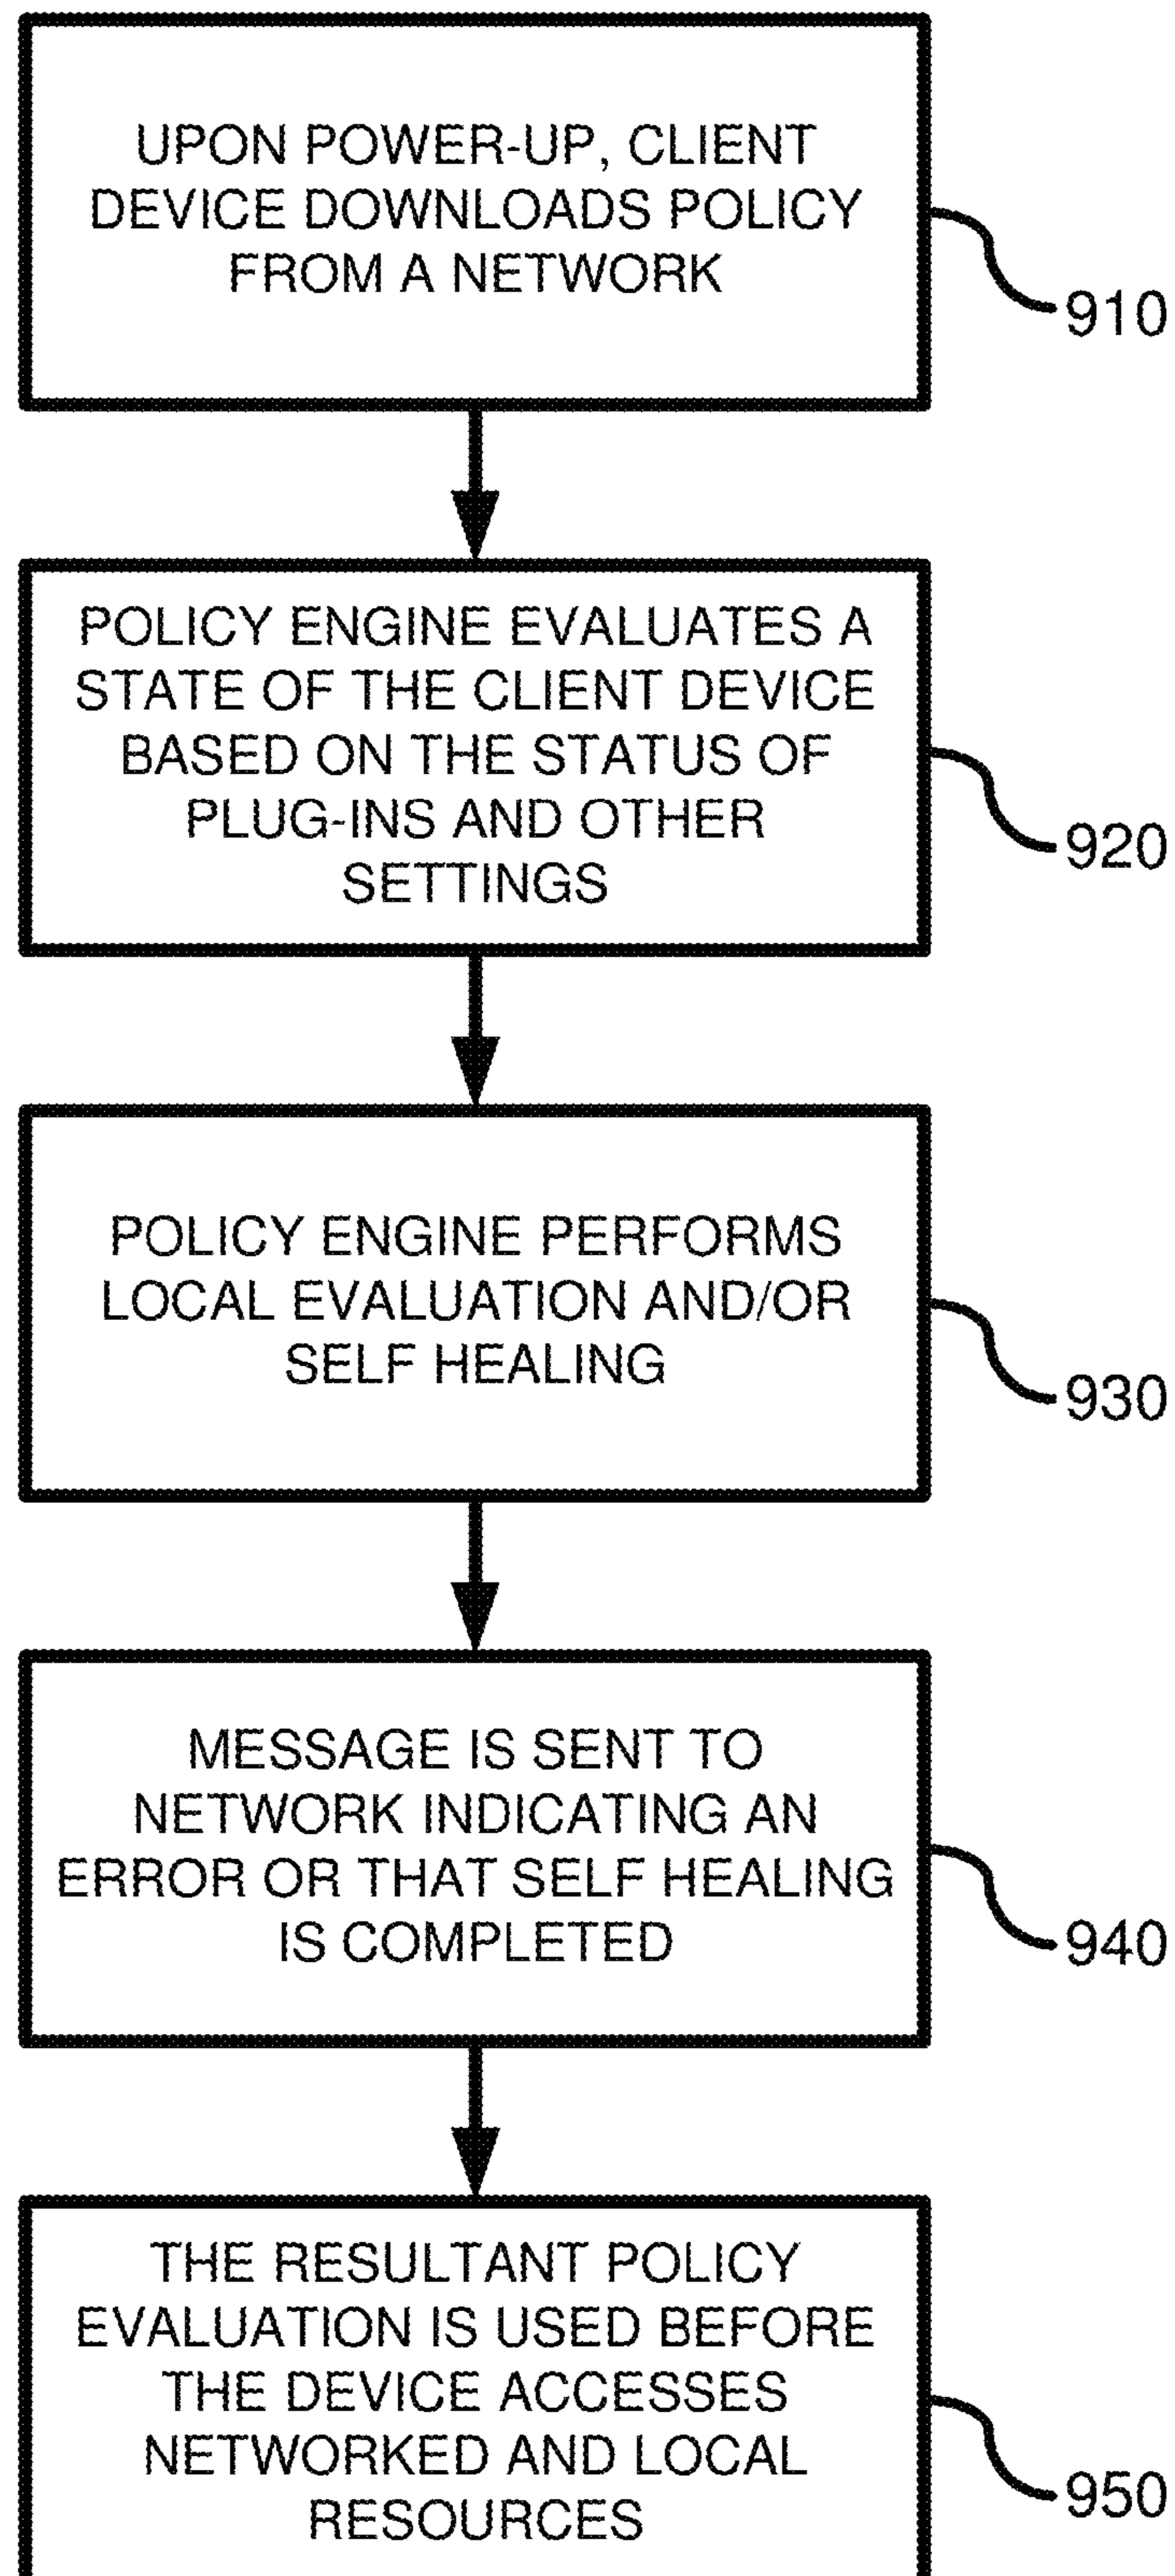 UPON POWER-UP, CLIENT
DEVICE DOWNLOADS POLICY
FROM A NETWORK
910
POLICY ENGINE EVALUATES A
STATE OF THE CLIENT DEVICE
BASED ON THE STATUS OF
PLUG-INS AND OTHER
SETTINGS
920
POLICY ENGINE PERFORMS
LOCAL EVALUATION AND/OR
SELF HEALING
930
MESSAGE IS SENT TO
NETWORK INDICATING AN
ERROR OR THAT SELF HEALING
IS COMPLETED
940
THE RESULTANT POLICY
EVALUATION IS USED BEFORE
THE DEVICE ACCESSES
NETWORKED AND LOCAL
RESOURCES
950